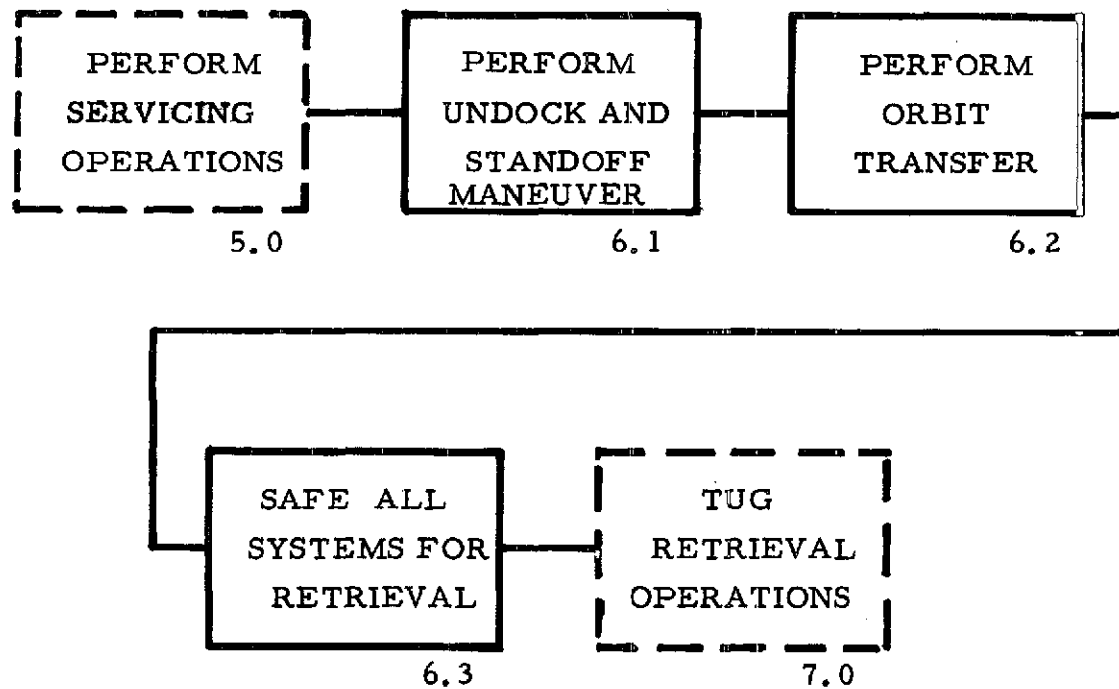 PERFORM
SERVICING
OPERATIONS
5.0
PERFORM
UNDOCK AND
STANDOFF
MANEUVER
6.1
PERFORM
ORBIT
TRANSFER
6.2
SAFE ALL
SYSTEMS FOR
RETRIEVAL
6.3
TUG
RETRIEVAL
OPERATIONS
7.0